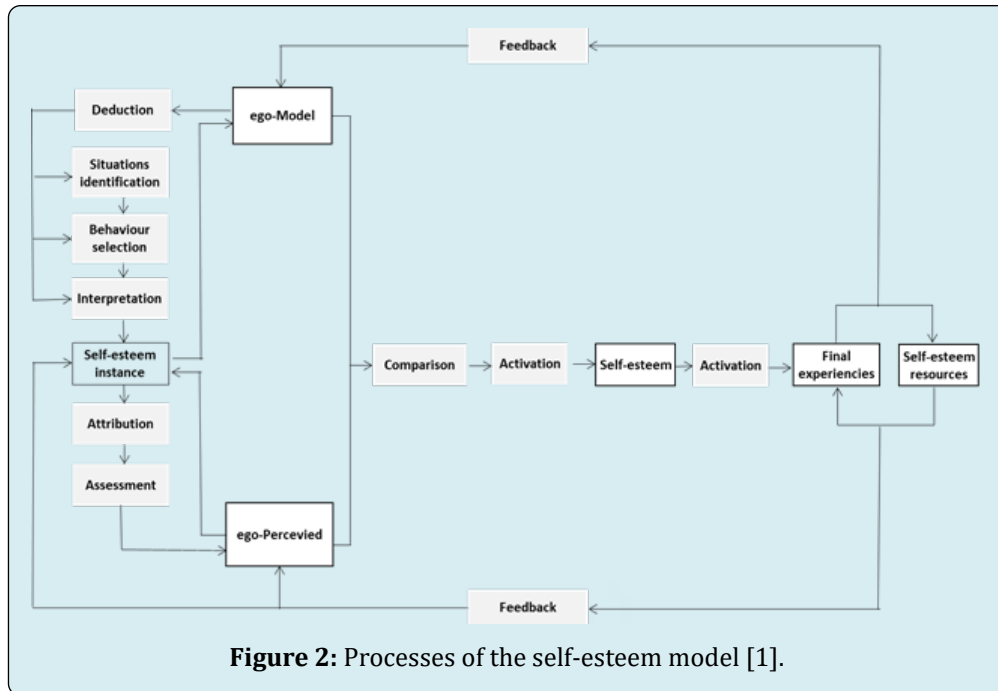 Feedback
Deduction
ego-Model
Situations
identification
Behaviour
selection
Interpretation
Self-esteem
instance
Comparison
Activation
Self-esteem
Activation
Final
experiences
Self-esteem
resources
Attribution
Assessment
ego-Percevied
Feedback
Figure 2: Processes of the self-esteem model [1].